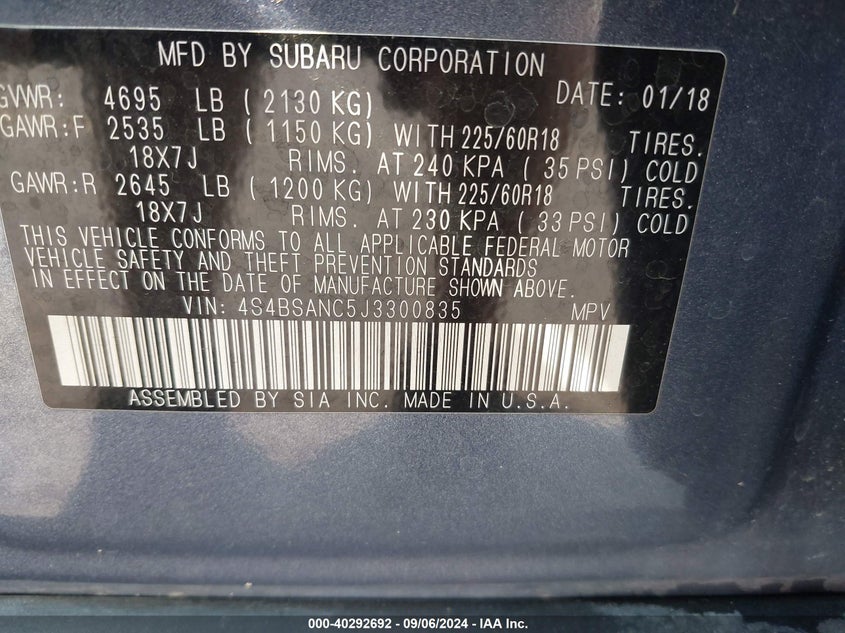 MFD BY SUBARU CORPORATION
GVWR: 4695 LB ( 2130 KG) DATE: 01/18
GAWR:F 2535 LB ( 1150 KG) WITH 225/60R18 TIRES.
18X7J RIMS. AT 240 KPA ( 35 PSI) COLD
GAWR:R 2645 LB ( 1200 KG) WITH 225/60R18 TIRES.
18X7J RIMS. AT 230 KPA ( 33 PSI) COLD
THIS VEHICLE CONFORMS TO ALL APPLICABLE FEDERAL MOTOR
VEHICLE SAFETY AND THEFT PREVENTION STANDARDS
IN EFFECT ON THE DATE OF MANUFACTURE SHOWN ABOVE.
VIN: 4S4BSANC5J3300835 MPV
ASSEMBLED BY SIA INC. MADE IN U.S.A.
000-40292692 - 09/06/2024 - IAA Inc.